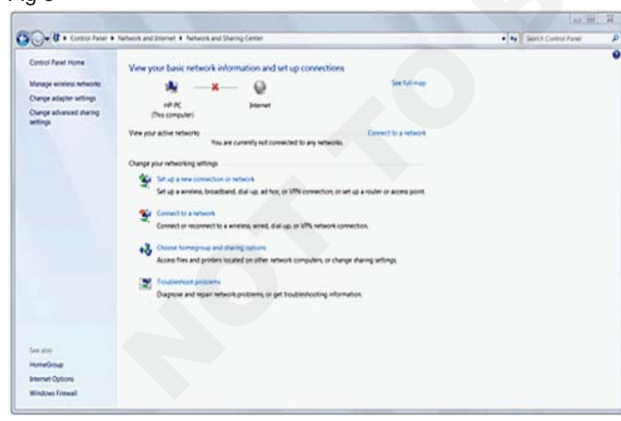 Control Panel ▸ Network and Internet ▸ Network and Sharing Center
Search Control Panel
Control Panel Home
Manage wireless networks
Change adapter settings
Change advanced sharing
settings
View your basic network information and set up connections
See full map
HP-PC
(This computer)
Internet
View your active networks
Connect to a network
You are currently not connected to any networks.
Change your networking settings
Set up a new connection or network
Set up a wireless, broadband, dial-up, ad hoc, or VPN connection; or set up a router or access point.
Connect to a network
Connect or reconnect to a wireless, wired, dial-up, or VPN network connection.
Choose homegroup and sharing options
Access files and printers located on other network computers, or change sharing settings.
Troubleshoot problems
Diagnose and repair network problems, or get troubleshooting information.
See also
HomeGroup
Internet Options
Windows Firewall
NOT TO B